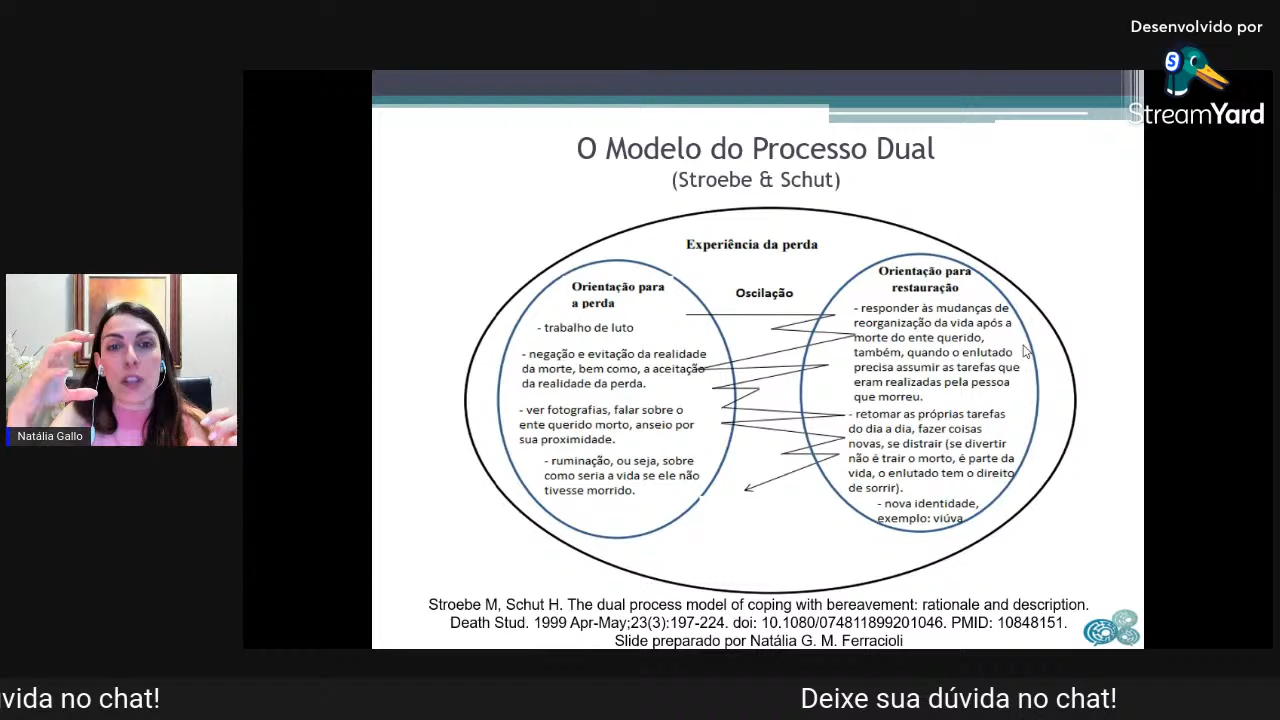 Desenvolvido por
StreamYard
O Modelo do Processo Dual
(Stroebe & Schut)
Experiência da perda
Orientação para
a perda
- trabalho de luto
- negação e evitação da realidade
da morte, bem como, a aceitação
da realidade da perda.
- ver fotografias, falar sobre o
ente querido morto, anseio por
sua proximidade.
- ruminação, ou seja, sobre
como seria a vida se ele não
tivesse morrido.
Oscilação
Orientação para
restauração
- responder às mudanças de
reorganização da vida após a
morte do ente querido,
também, quando o enlutado
precisa assumir as tarefas que
eram realizadas pela pessoa
que morreu.
- retomar as próprias tarefas
do dia a dia, fazer coisas
novas, se distrair (se divertir
não é trair o morto, é parte da
vida, o enlutado tem o direito
de sorrir).
- nova identidade,
exemplo: viúva.
Stroebe M, Schut H. The dual process model of coping with bereavement: rationale and description.
Death Stud. 1999 Apr-May;23(3):197-224. doi: 10.1080/074811899201046. PMID: 10848151.
Slide preparado por Natália G. M. Ferracioli
Natália Gallo
vida no chat!
Deixe sua dúvida no chat!